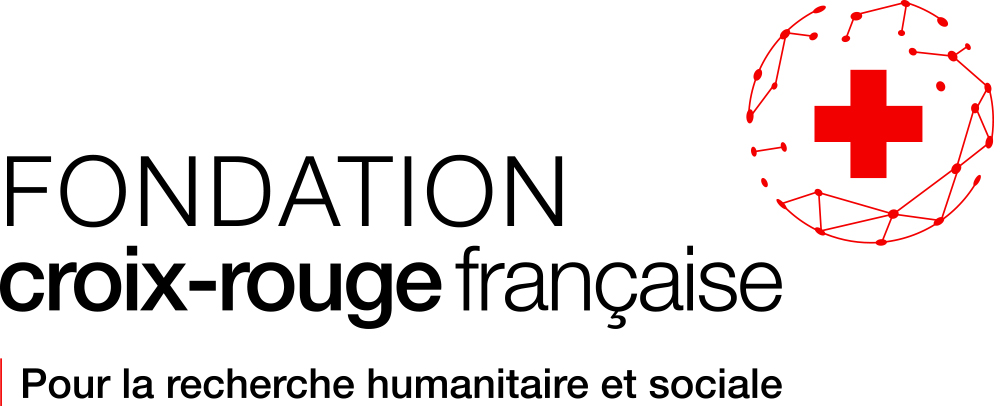 FONDATION
croix-rouge française
Pour la recherche humanitaire et sociale